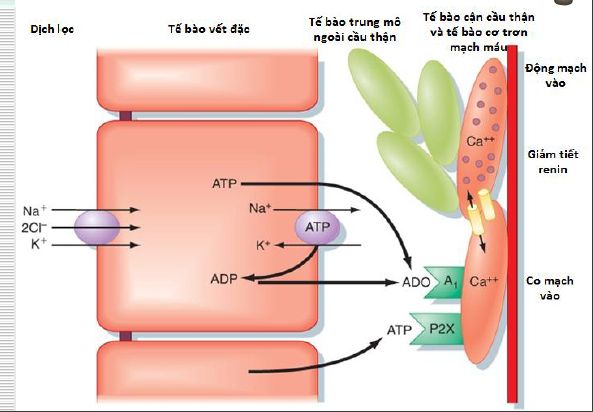 Dịch lọc
Tế bào vết đặc
Tế bào trung mô
ngoài cầu thận
Tế bào cận cầu thận
và tế bào cơ trơn
mạch máu
Động mạch
vào
Ca++
Giảm tiết
renin
ATP
Na+
2Cl–
K+
Na+
ATP
K+
ADP
ADO
A1
Ca++
Co mạch
vào
ATP
P2X